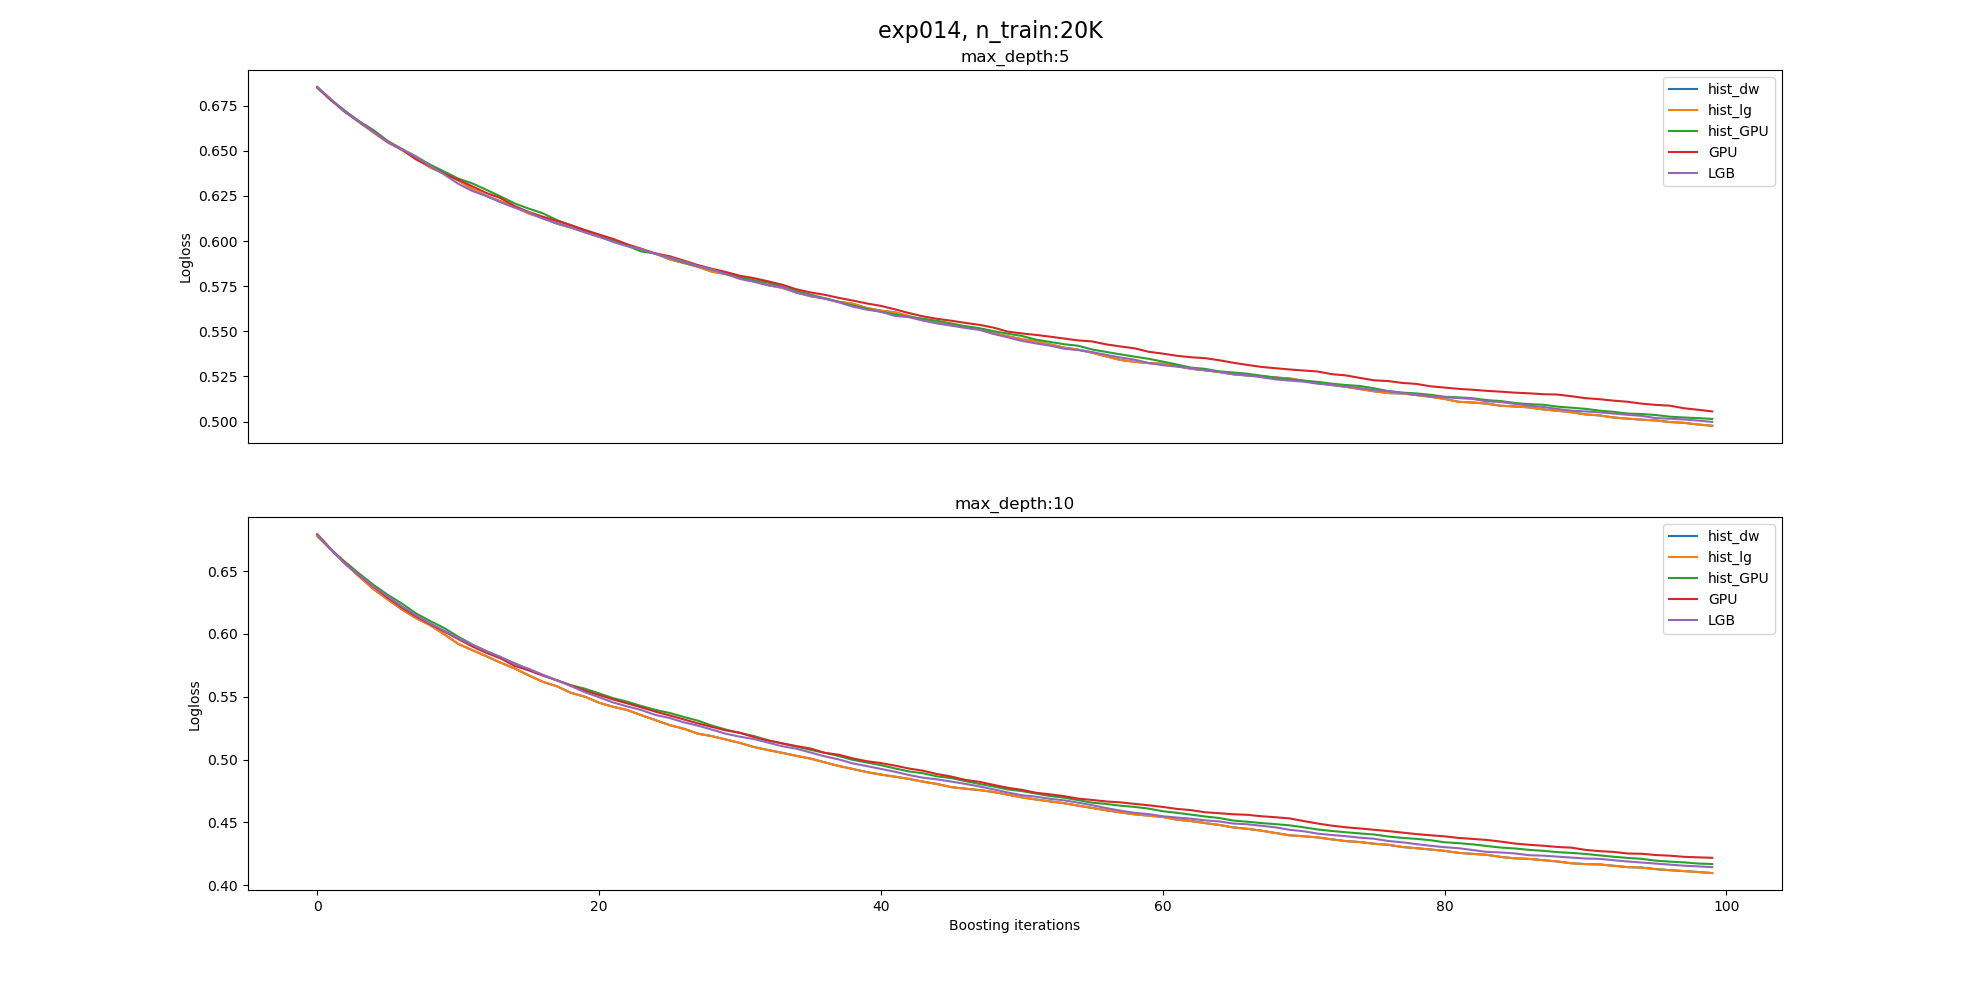 exp014, n_train:20K
max_depth:5
Logloss
0.675
0.650
0.625
0.600
0.575
0.550
0.525
0.500
hist_dw
hist_lg
hist_GPU
GPU
LGB
max_depth:10
Logloss
0.65
0.60
0.55
0.50
0.45
0.40
hist_dw
hist_lg
hist_GPU
GPU
LGB
0 20 40 60 80 100
Boosting iterations